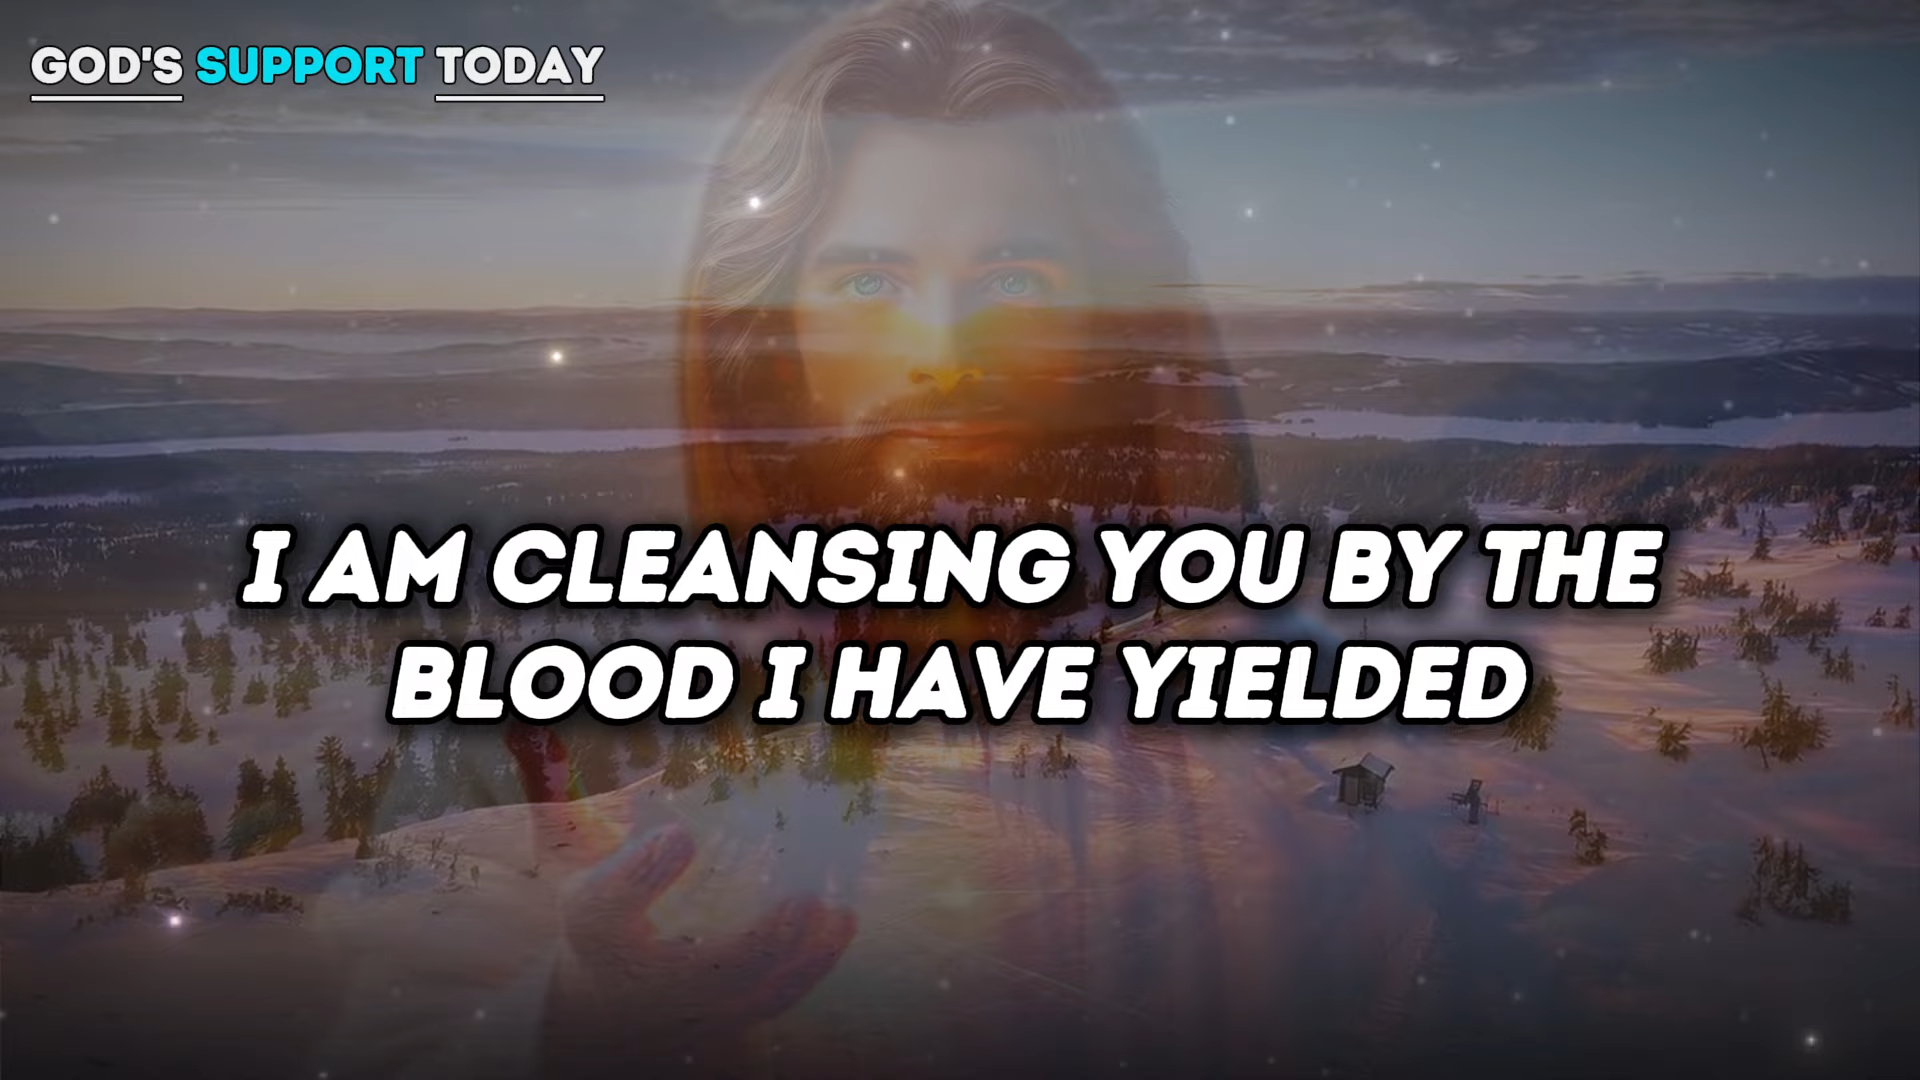 GOD'S SUPPORT TODAY
I AM CLEANSING YOU BY THE
BLOOD I HAVE YIELDED